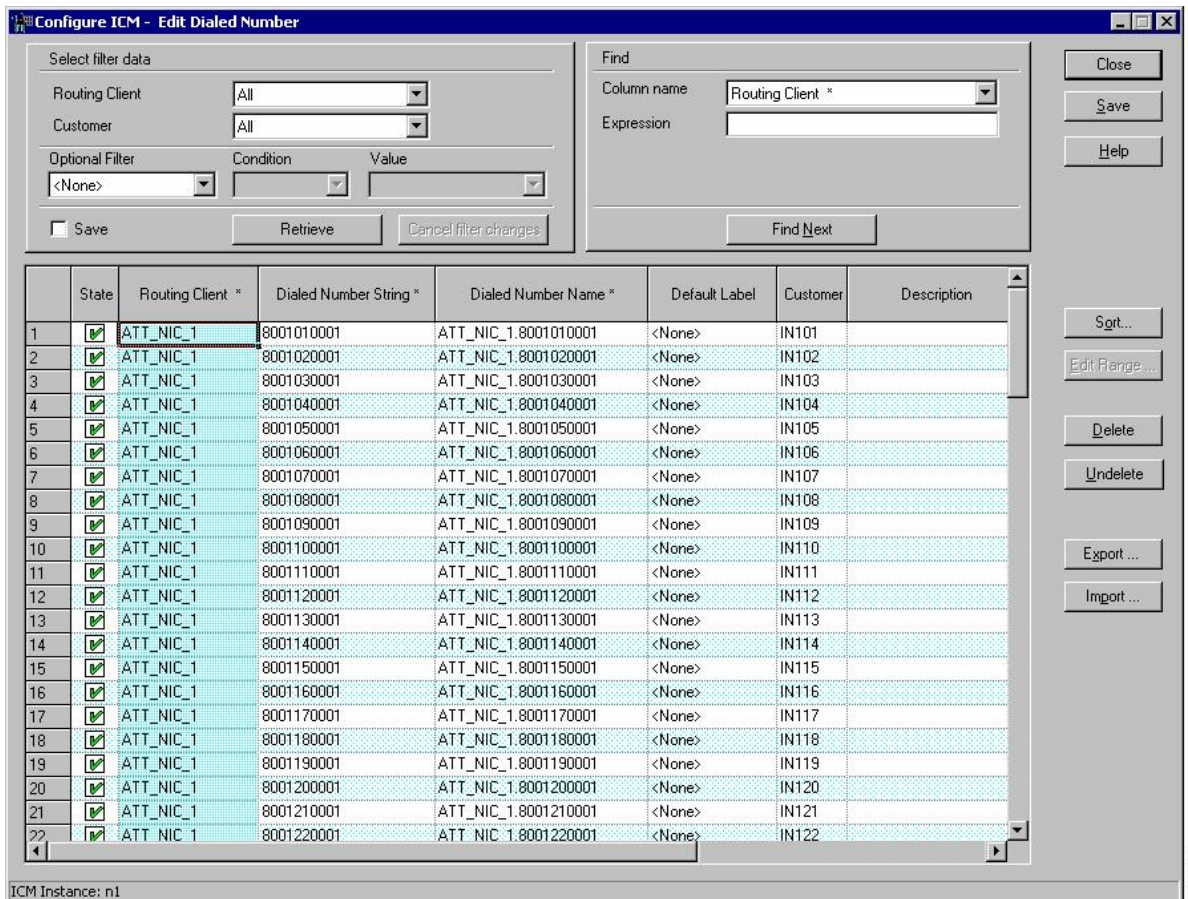 Configure ICM - Edit Dialed Number
Select filter data
Routing Client All
Customer All
Optional Filter Condition Value
<None>
Save Retrieve Cancel filter changes
Find
Column name Routing Client *
Expression
Find Next
Close
Save
Help
Sort...
Edit Range ...
Delete
Undelete
Export ...
Import ...
State Routing Client * Dialed Number String * Dialed Number Name * Default Label Customer Description
1 ATT_NIC_1 8001010001 ATT_NIC_1.8001010001 <None> IN101
2 ATT_NIC_1 8001020001 ATT_NIC_1.8001020001 <None> IN102
3 ATT_NIC_1 8001030001 ATT_NIC_1.8001030001 <None> IN103
4 ATT_NIC_1 8001040001 ATT_NIC_1.8001040001 <None> IN104
5 ATT_NIC_1 8001050001 ATT_NIC_1.8001050001 <None> IN105
6 ATT_NIC_1 8001060001 ATT_NIC_1.8001060001 <None> IN106
7 ATT_NIC_1 8001070001 ATT_NIC_1.8001070001 <None> IN107
8 ATT_NIC_1 8001080001 ATT_NIC_1.8001080001 <None> IN108
9 ATT_NIC_1 8001090001 ATT_NIC_1.8001090001 <None> IN109
10 ATT_NIC_1 8001100001 ATT_NIC_1.8001100001 <None> IN110
11 ATT_NIC_1 8001110001 ATT_NIC_1.8001110001 <None> IN111
12 ATT_NIC_1 8001120001 ATT_NIC_1.8001120001 <None> IN112
13 ATT_NIC_1 8001130001 ATT_NIC_1.8001130001 <None> IN113
14 ATT_NIC_1 8001140001 ATT_NIC_1.8001140001 <None> IN114
15 ATT_NIC_1 8001150001 ATT_NIC_1.8001150001 <None> IN115
16 ATT_NIC_1 8001160001 ATT_NIC_1.8001160001 <None> IN116
17 ATT_NIC_1 8001170001 ATT_NIC_1.8001170001 <None> IN117
18 ATT_NIC_1 8001180001 ATT_NIC_1.8001180001 <None> IN118
19 ATT_NIC_1 8001190001 ATT_NIC_1.8001190001 <None> IN119
20 ATT_NIC_1 8001200001 ATT_NIC_1.8001200001 <None> IN120
21 ATT_NIC_1 8001210001 ATT_NIC_1.8001210001 <None> IN121
22 ATT_NIC_1 8001220001 ATT_NIC_1.8001220001 <None> IN122
ICM Instance: n1